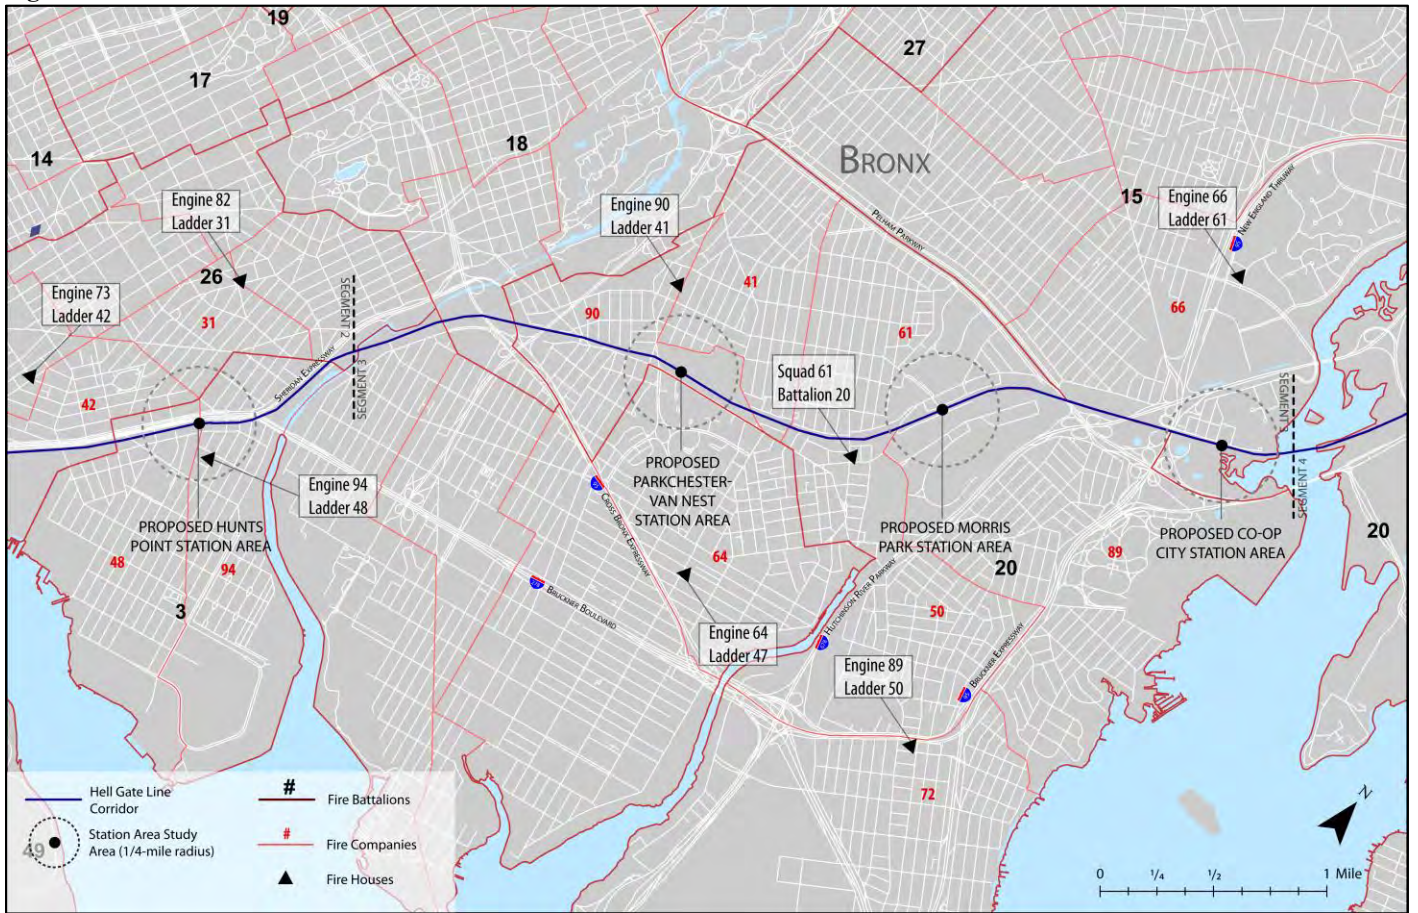 19
17
27
18
14
BRONX
Engine 82
Ladder 31
Engine 90
Ladder 41
15
Engine 66
Ladder 61
NEW ENGLAND THRUWAY
PELHAM PARKWAY
26
41
Engine 73
Ladder 42
31
SEGMENT 2
SEGMENT 3
90
61
66
SHERIDAN EXPRESSWAY
Squad 61
Battalion 20
42
SEGMENT 3
SEGMENT 4
PROPOSED
PARKCHESTER-
VAN NEST
STATION AREA
Engine 94
Ladder 48
PROPOSED HUNTS
POINT STATION AREA
CROSS BRONX EXPRESSWAY
PROPOSED MORRIS
PARK STATION AREA
PROPOSED CO-OP
CITY STATION AREA
20
48
94
64
20
89
3
BRUCKNER BOULEVARD
HUTCHINSON RIVER PARKWAY
50
Engine 64
Ladder 47
BRUCKNER EXPRESSWAY
Engine 89
Ladder 50
72
Hell Gate Line
Corridor
#
Fire Battalions
Station Area Study
Area (1/4-mile radius)
49
#
Fire Companies
Fire Houses
N
0 1/4 1/2 1 Mile